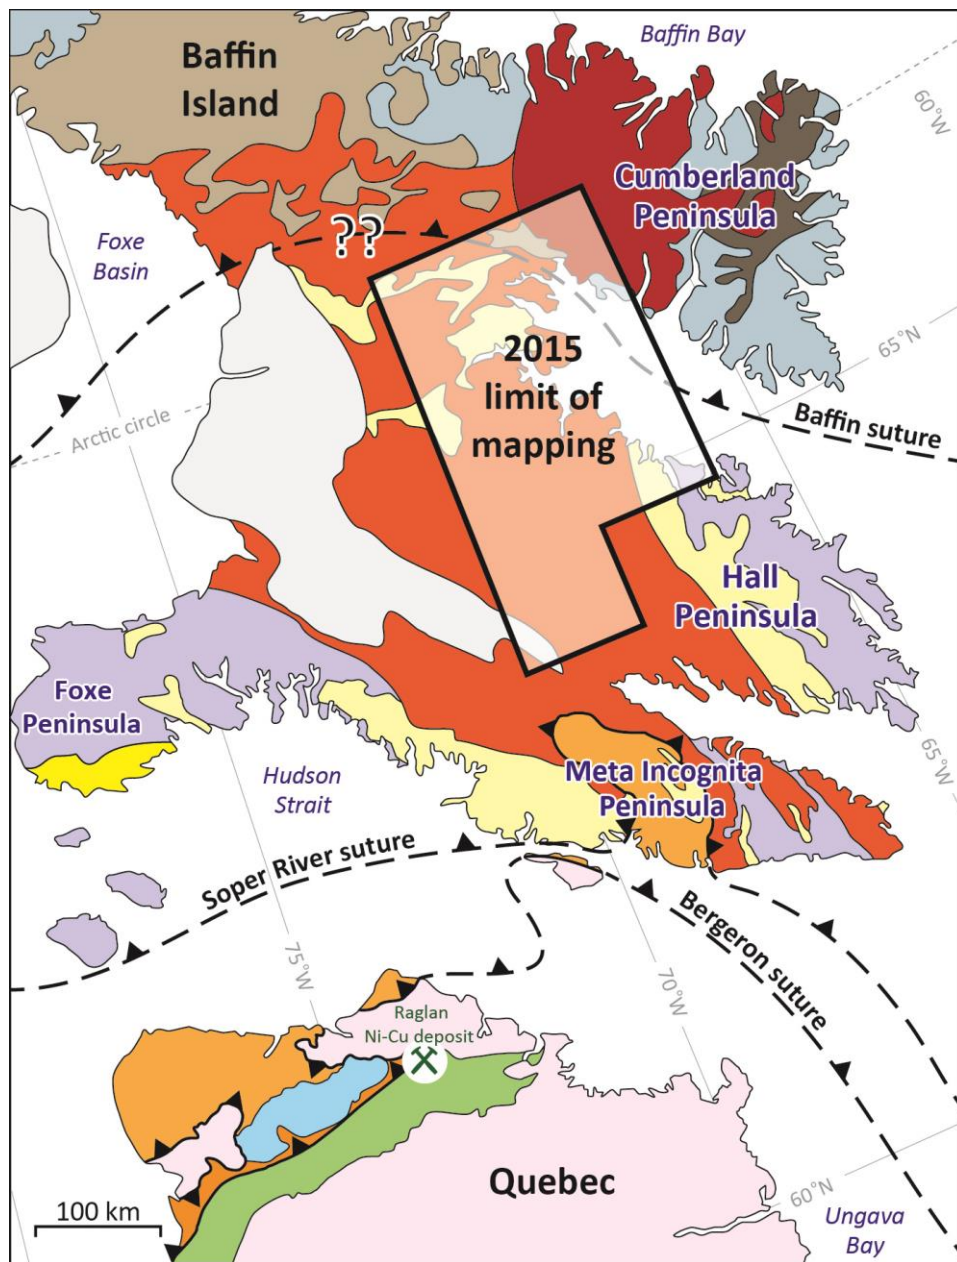 Baffin Bay
Baffin
Island
60°W
Cumberland
Peninsula
??
Foxe
Basin
2015
limit of
mapping
65°N
Arctic circle
Baffin suture
Hall
Peninsula
Foxe
Peninsula
65°W
Hudson
Strait
Meta Incognita
Peninsula
Soper River suture
Bergeron suture
75°W
70°W
Raglan
Ni-Cu deposit
Quebec
60°N
100 km
Ungava
Bay